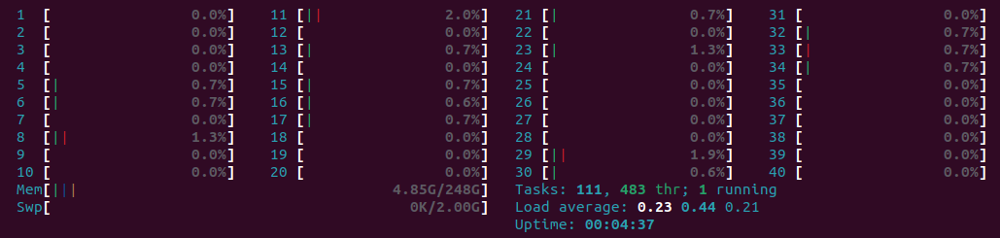 1 [ 0.0%] 11 [|| 2.0%] 21 [| 0.7%] 31 [ 0.0%]
2 [ 0.0%] 12 [ 0.0%] 22 [ 0.0%] 32 [| 0.7%]
3 [ 0.0%] 13 [| 0.7%] 23 [| 1.3%] 33 [| 0.7%]
4 [ 0.0%] 14 [ 0.0%] 24 [ 0.0%] 34 [| 0.7%]
5 [| 0.7%] 15 [| 0.7%] 25 [ 0.0%] 35 [ 0.0%]
6 [| 0.7%] 16 [| 0.6%] 26 [ 0.0%] 36 [ 0.0%]
7 [ 0.0%] 17 [| 0.7%] 27 [ 0.0%] 37 [ 0.0%]
8 [|| 1.3%] 18 [ 0.0%] 28 [ 0.0%] 38 [ 0.0%]
9 [ 0.0%] 19 [ 0.0%] 29 [|| 1.9%] 39 [ 0.0%]
10 [ 0.0%] 20 [ 0.0%] 30 [| 0.6%] 40 [ 0.0%]
Mem[||| 4.85G/248G] Tasks: 111, 483 thr; 1 running
Swp[ 0K/2.00G] Load average: 0.23 0.44 0.21
Uptime: 00:04:37